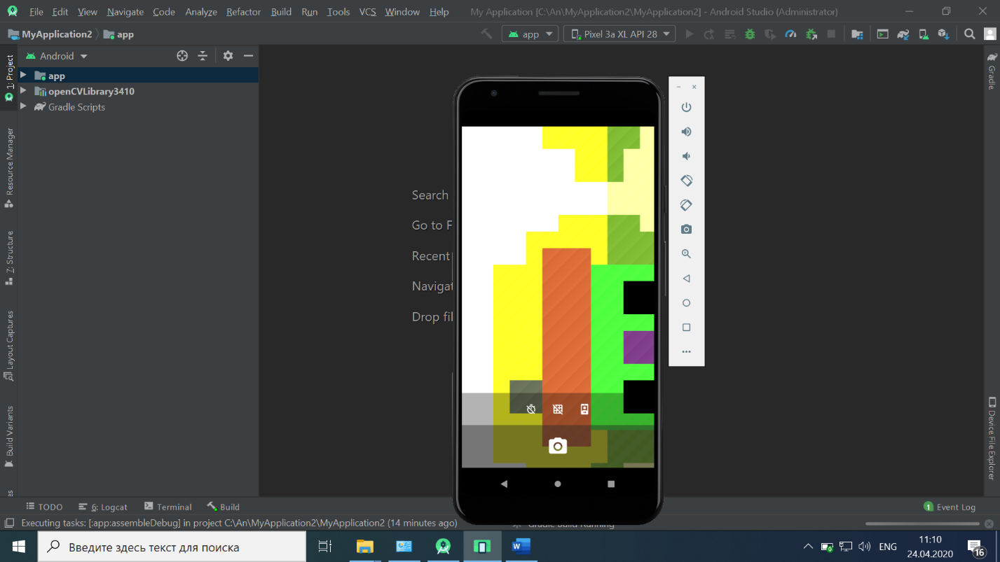 File Edit View Navigate Code Analyze Refactor Build Run Tools VCS Window Help My Application [C:\An\MyApplication2\MyApplication2] - Android Studio (Administrator)
MyApplication2 app app Pixel 3a XL API 28
1: Project
Android
app
openCVLibrary3410
Gradle Scripts
Resource Manager
7: Structure
Layout Captures
Build Variants
Search
Go to F
Recent
Navigat
Drop fil
Gradle
Device File Explorer
TODO 6: Logcat Terminal Build 1 Event Log
Executing tasks: [:app:assembleDebug] in project C:\An\MyApplication2\MyApplication2 (14 minutes ago) Gradle Build Running
Введите здесь текст для поиска
ENG
11:10
24.04.2020
16